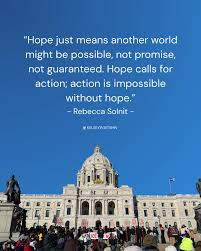 "Hope just means another world
might be possible, not promise,
not guaranteed. Hope calls for
action; action is impossible
without hope."
- Rebecca Solnit -